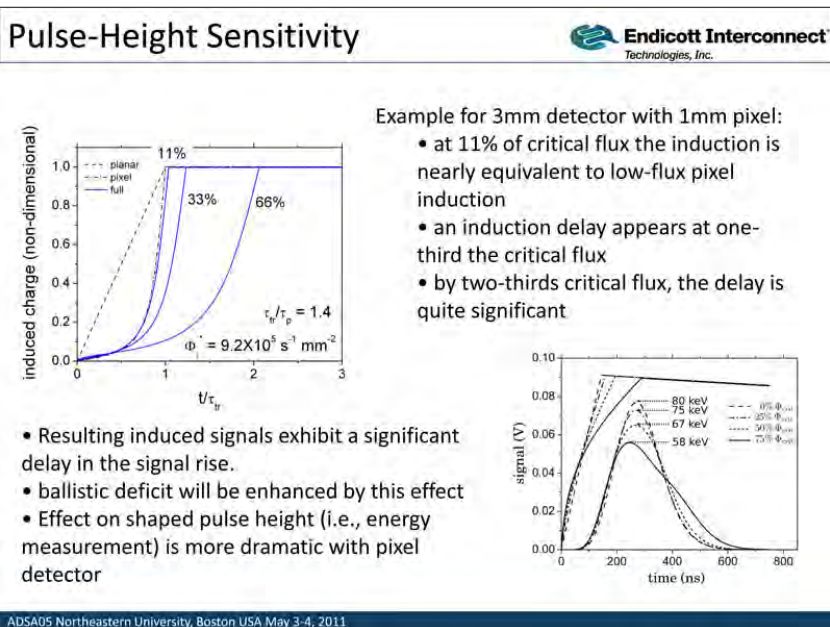 Pulse-Height Sensitivity
Endicott Interconnect
Technologies, Inc.
Example for 3mm detector with 1mm pixel:
• at 11% of critical flux the induction is
nearly equivalent to low-flux pixel
induction
• an induction delay appears at one-
third the critical flux
• by two-thirds critical flux, the delay is
quite significant
induced charge (non-dimensional)
1.0
0.8
0.6
0.4
0.2
0.0
planar
pixel
full
11%
33%
66%
τtr/τp = 1.4
Φ* = 9.2X10⁵ s⁻¹ mm⁻²
0
1
2
3
t/τtr
• Resulting induced signals exhibit a significant
delay in the signal rise.
• ballistic deficit will be enhanced by this effect
• Effect on shaped pulse height (i.e., energy
measurement) is more dramatic with pixel
detector
signal (V)
0.10
0.08
0.06
0.04
0.02
0.00
80 keV
75 keV
67 keV
58 keV
0% Φ
25% Φ
50% Φ
75% Φ
0
200
400
600
800
time (ns)
ADSA05 Northeastern University, Boston USA May 3-4, 2011